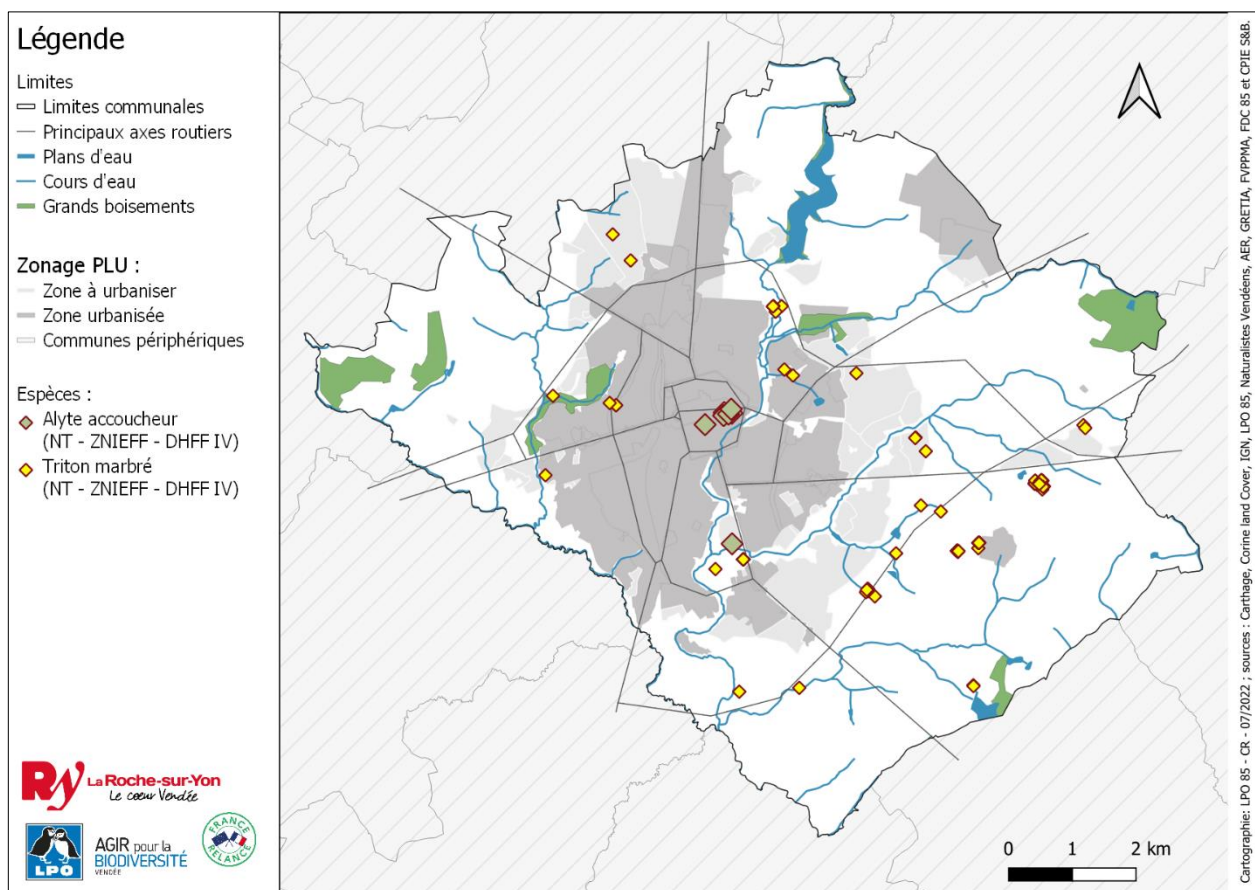 Légende
Limites
Limites communales
Principaux axes routiers
Plans d'eau
Cours d'eau
Grands boisements
Zonage PLU :
Zone à urbaniser
Zone urbanisée
Communes périphériques
Espèces :
Alyte accoucheur
(NT - ZNIEFF - DHFF IV)
Triton marbré
(NT - ZNIEFF - DHFF IV)
Ry La Roche-sur-Yon
Le cœur Vendée
LPO
AGIR pour la
BIODIVERSITÉ
VENDÉE
FRANCE
RELANCE
0 1 2 km
Cartographie: LPO 85 - CR - 07/2022 ; sources : Carthage, Corine land Cover, IGN, LPO 85, Naturalistes Vendéens, AER, GRETIA, FVPPMA, FDC 85 et CPIE S&B.